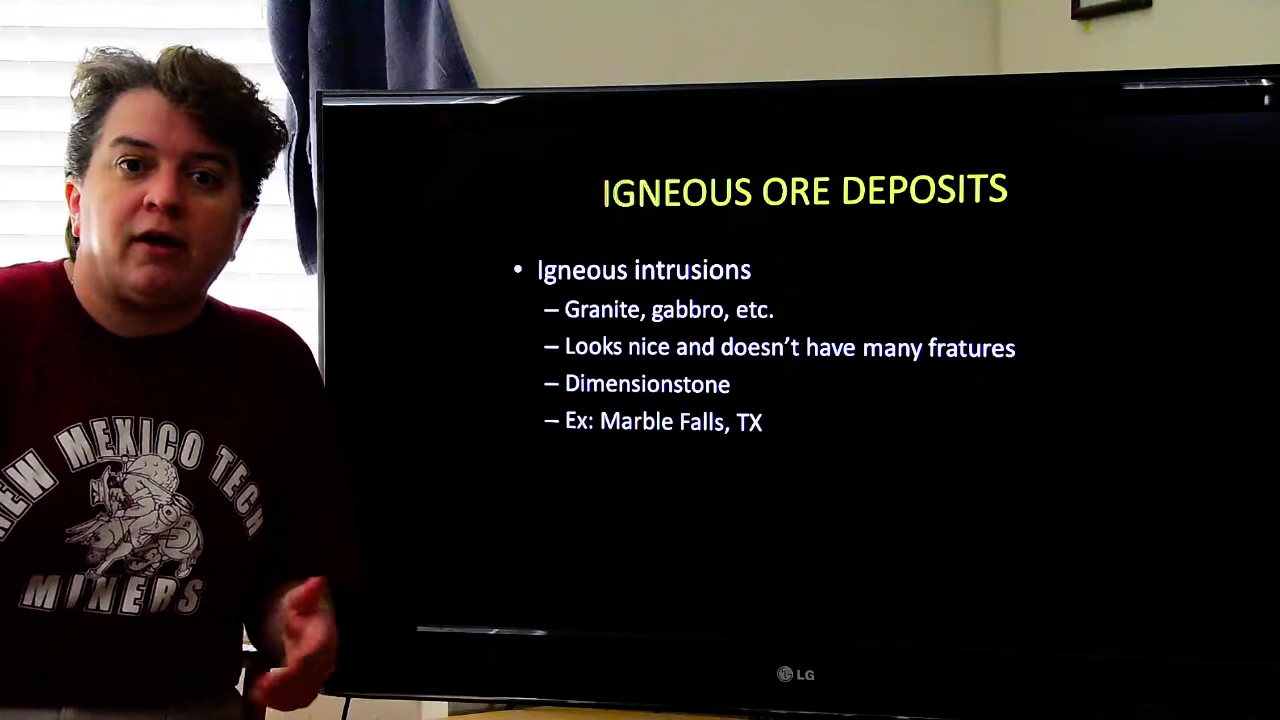 IGNEOUS ORE DEPOSITS
• Igneous intrusions
– Granite, gabbro, etc.
– Looks nice and doesn't have many fratures
– Dimensionstone
– Ex: Marble Falls, TX
NEW MEXICO TECH
MINERS
LG